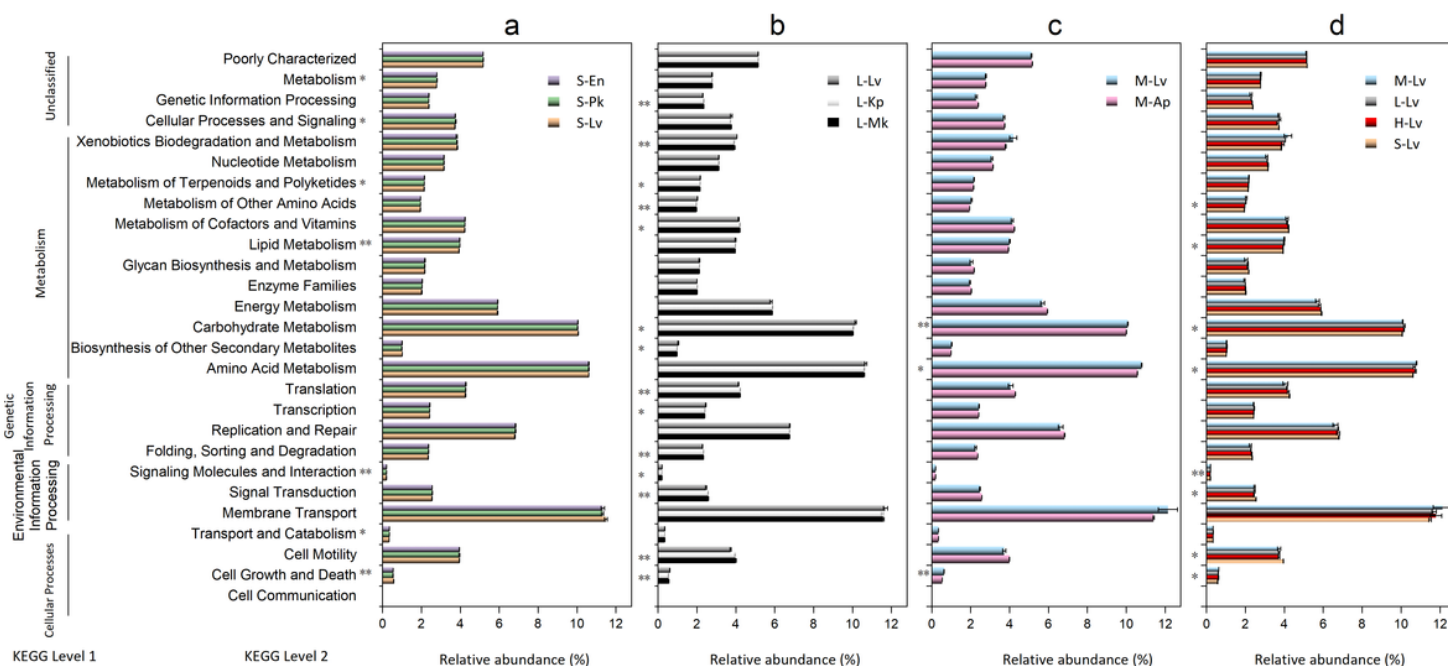 a b c d
Unclassified
Poorly Characterized
Metabolism *
Genetic Information Processing
Cellular Processes and Signaling *
Metabolism
Xenobiotics Biodegradation and Metabolism
Nucleotide Metabolism
Metabolism of Terpenoids and Polyketides *
Metabolism of Other Amino Acids
Metabolism of Cofactors and Vitamins
Lipid Metabolism **
Glycan Biosynthesis and Metabolism
Enzyme Families
Energy Metabolism
Carbohydrate Metabolism
Biosynthesis of Other Secondary Metabolites
Amino Acid Metabolism
Genetic
Information
Processing
Translation
Transcription
Replication and Repair
Folding, Sorting and Degradation
Environmental
Information
Processing
Signaling Molecules and Interaction **
Signal Transduction
Membrane Transport
Cellular Processes
Transport and Catabolism *
Cell Motility
Cell Growth and Death **
Cell Communication
KEGG Level 1
KEGG Level 2
S-En
S-Pk
S-Lv
0 2 4 6 8 10 12
Relative abundance (%)
**
**
*
**
*
*
*
**
*
**
*
**
**
**
L-Lv
L-Kp
L-Mk
0 2 4 6 8 10 12
Relative abundance (%)
**
*
**
M-Lv
M-Ap
0 2 4 6 8 10 12
Relative abundance (%)
*
*
*
*
**
*
*
*
M-Lv
L-Lv
H-Lv
S-Lv
0 2 4 6 8 10 12
Relative abundance (%)